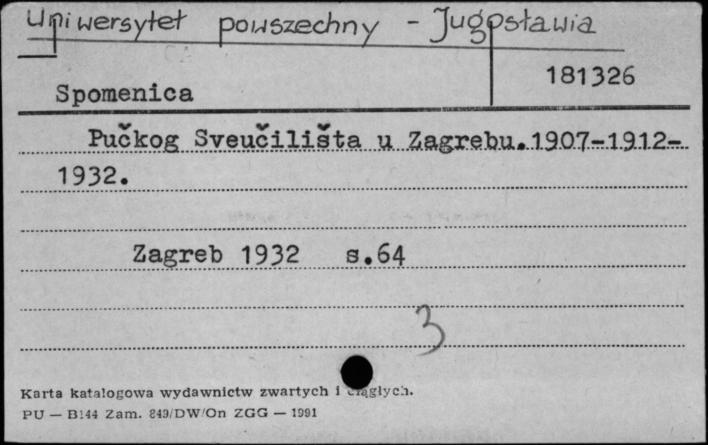 Uniwersytet powszechny - Jugosławia
181326
Spomenica
Pučkog Sveučilišta u Zagrebu.1907-1912-
1932.
Zagreb 1932 s.64
3
Karta katalogowa wydawnictw zwartych i ciągłych.
PU — B144 Zam. 849/DW/On ZGG — 1991